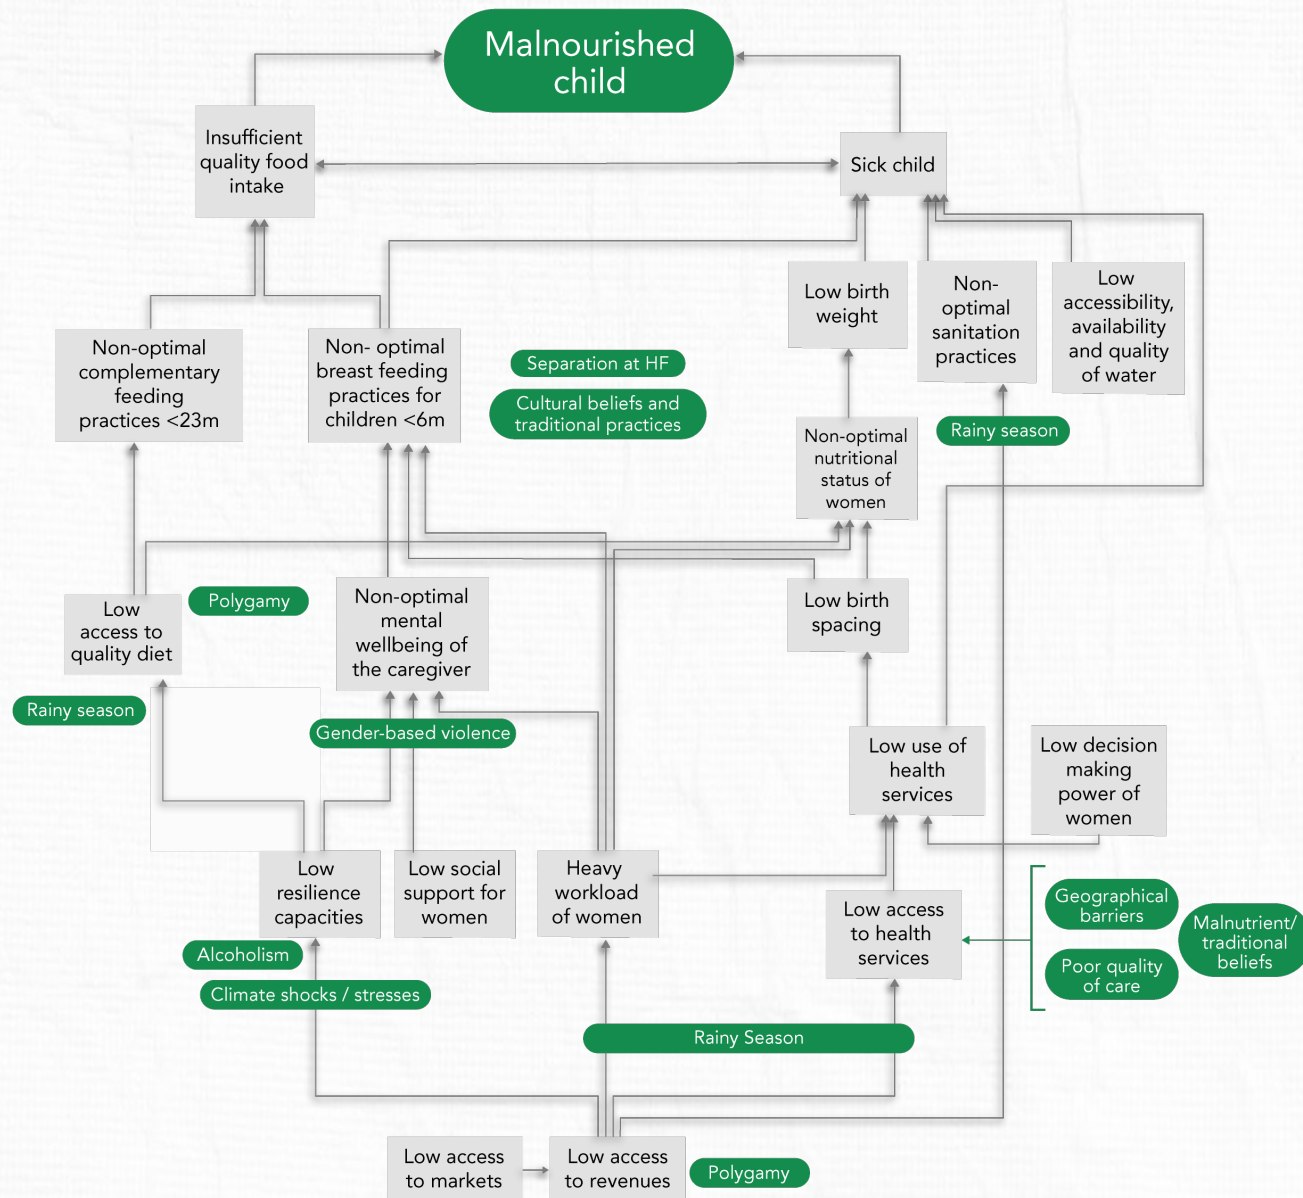 Malnourished
child
Insufficient
quality food
intake
Sick child
Low birth
weight
Non-
optimal
sanitation
practices
Low
accessibility,
availability
and quality
of water
Non-optimal
complementary
feeding
practices <23m
Non- optimal
breast feeding
practices for
children <6m
Separation at HF
Cultural beliefs and
traditional practices
Rainy season
Non-optimal
nutritional
status of
women
Low
access to
quality diet
Polygamy
Non-optimal
mental
wellbeing of
the caregiver
Low birth
spacing
Rainy season
Gender-based violence
Low use of
health
services
Low decision
making
power of
women
Low
resilience
capacities
Low social
support for
women
Heavy
workload
of women
Low access
to health
services
Geographical
barriers
Malnutrient/
traditional
beliefs
Poor quality
of care
Alcoholism
Climate shocks / stresses
Rainy Season
Low access
to markets
Low access
to revenues
Polygamy